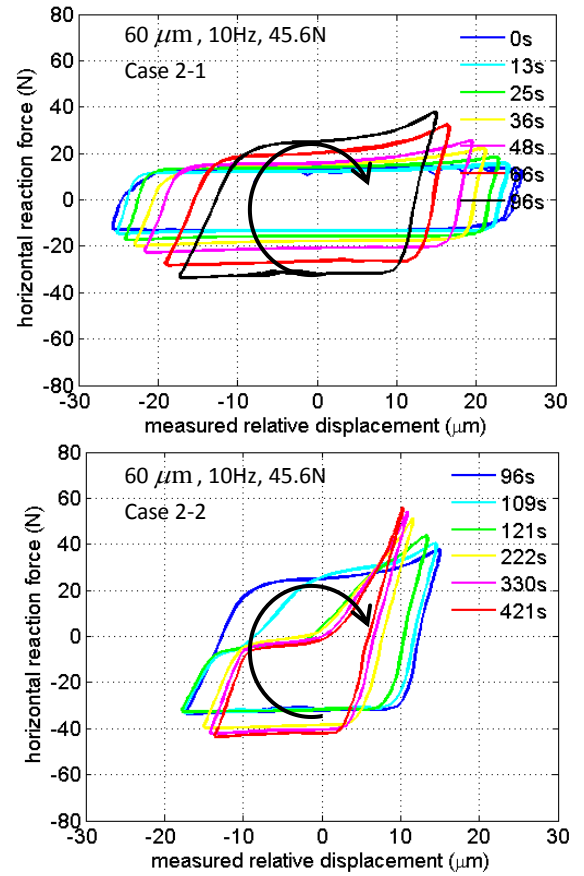 80
60 μm , 10Hz, 45.6N
Case 2-1
0s
13s
25s
36s
48s
66s
96s
60
40
20
0
-20
-40
-60
-80
horizontal reaction force (N)
-30 -20 -10 0 10 20 30
measured relative displacement (μm)
80
60 μm , 10Hz, 45.6N
Case 2-2
96s
109s
121s
222s
330s
421s
60
40
20
0
-20
-40
-60
-80
horizontal reaction force (N)
-30 -20 -10 0 10 20 30
measured relative displacement (μm)